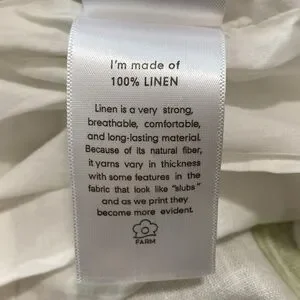 I'm made of
100% LINEN
Linen is a very strong,
breathable, comfortable,
and long-lasting material.
Because of its natural fiber,
it yarns vary in thickness
with some features in the
fabric that look like "slubs"
and as we print they
become more evident.
FARM